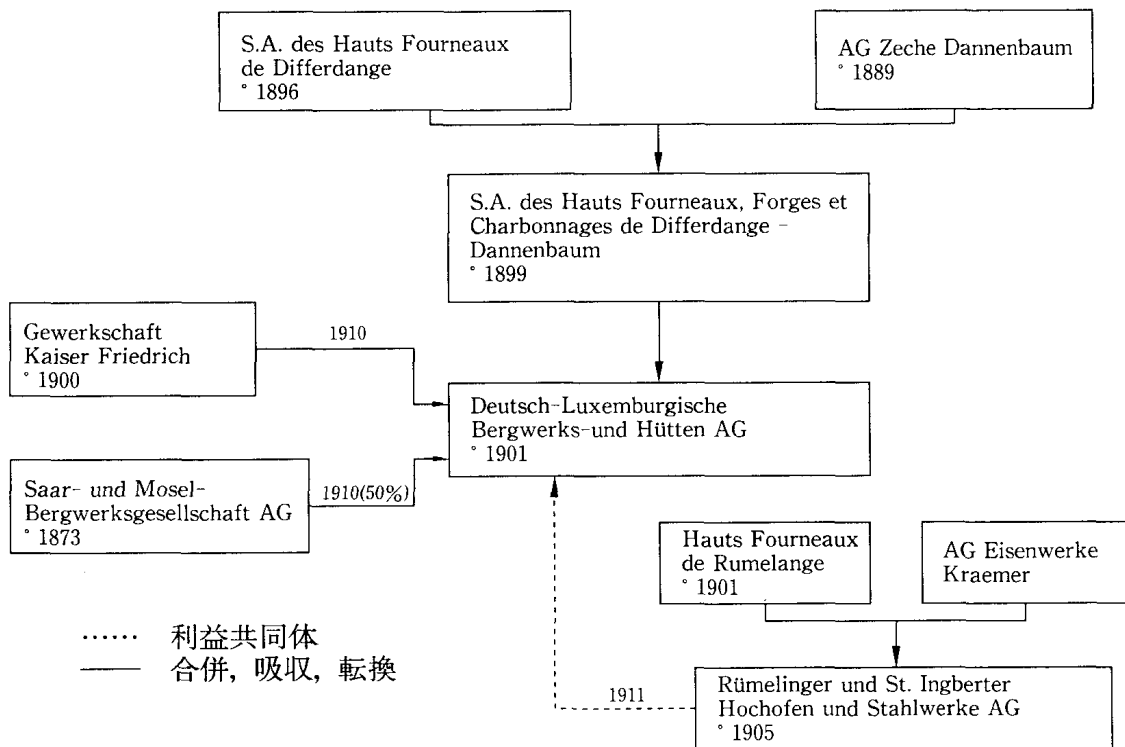 S.A. des Hauts Fourneaux
de Differdange
° 1896
AG Zeche Dannenbaum
° 1889
S.A. des Hauts Fourneaux, Forges et
Charbonnages de Differdange -
Dannenbaum
° 1899
Gewerkschaft
Kaiser Friedrich
° 1900
1910
Deutsch-Luxemburgische
Bergwerks-und Hütten AG
° 1901
Saar- und Mosel-
Bergwerksgesellschaft AG
° 1873
1910(50%)
Hauts Fourneaux
de Rumelange
° 1901
AG Eisenwerke
Kraemer
…… 利益共同体
—— 合併, 吸収, 転換
1911
Rümelinger und St. Ingberter
Hochofen und Stahlwerke AG
° 1905